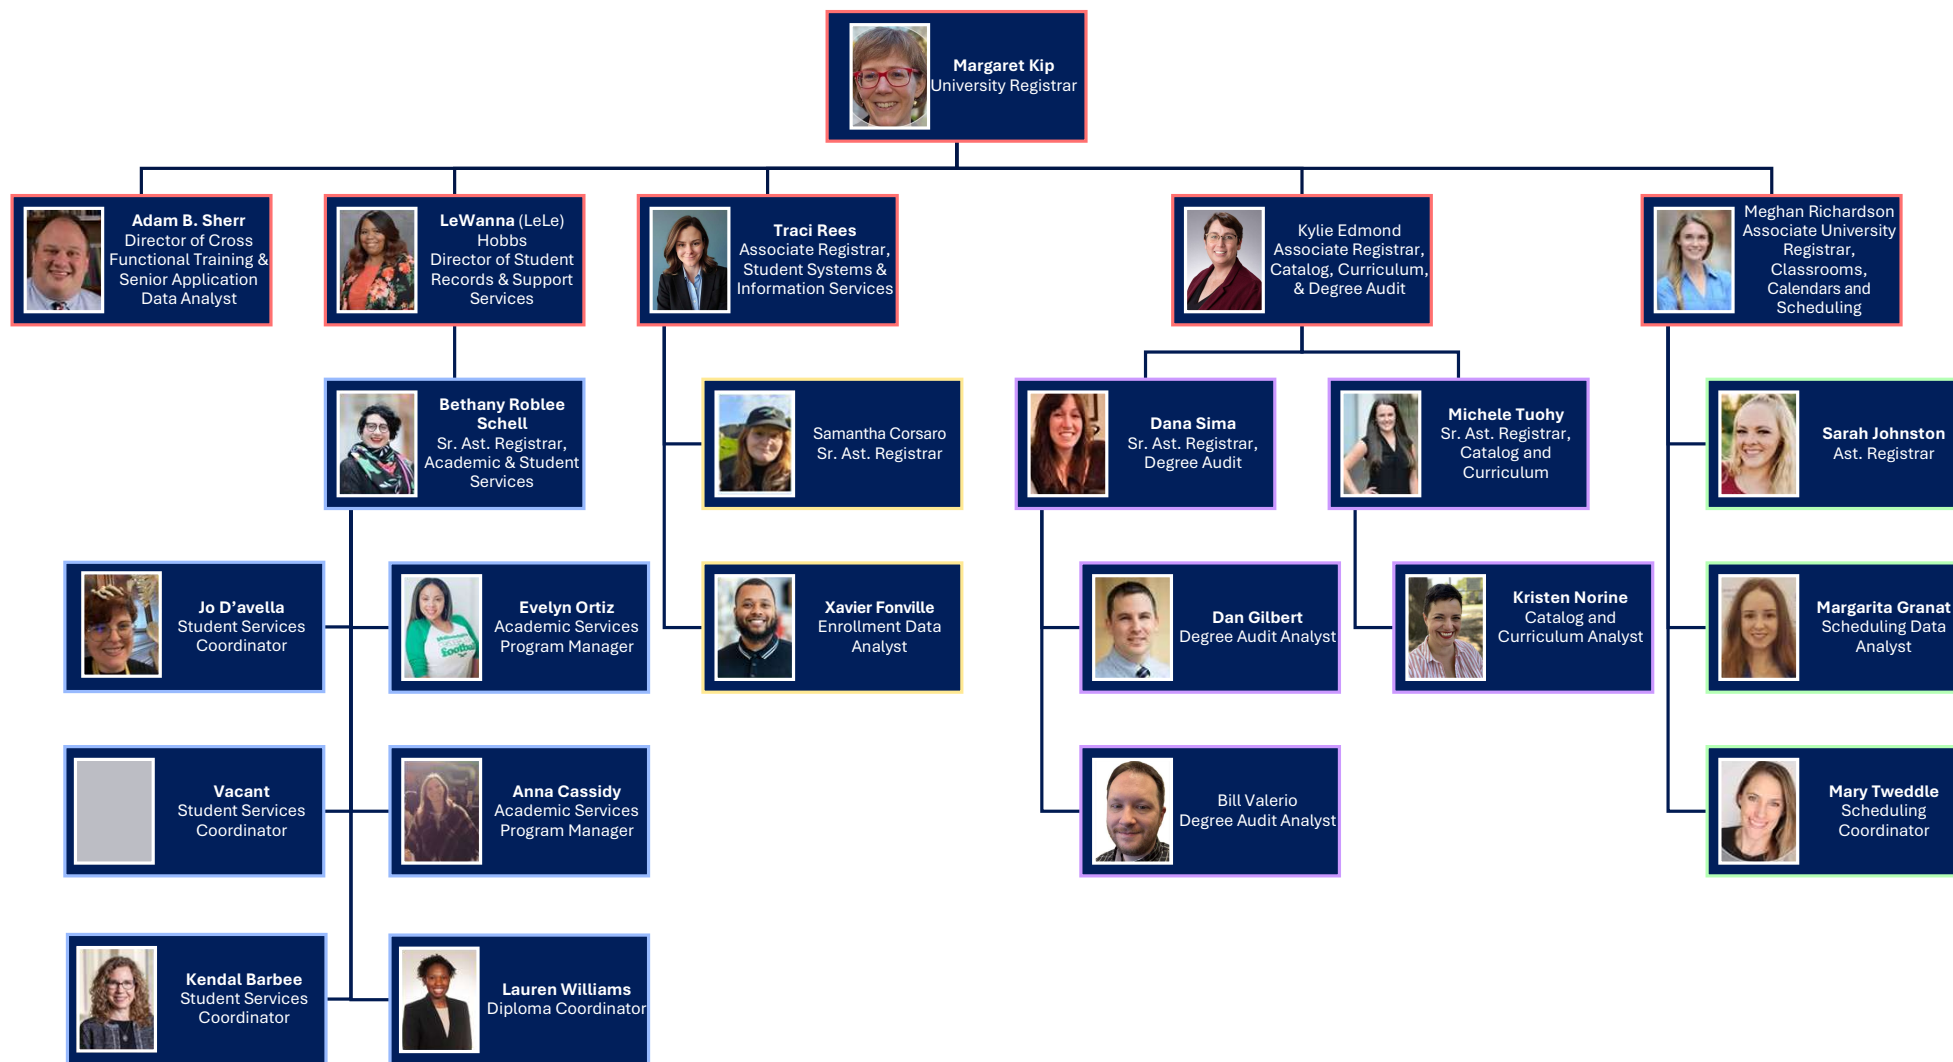 Margaret Kip
University Registrar
Adam B. Sherr
Director of Cross
Functional Training &
Senior Application
Data Analyst
LeWanna (LeLe)
Hobbs
Director of Student
Records & Support
Services
Traci Rees
Associate Registrar,
Student Systems &
Information Services
Kylie Edmond
Associate Registrar,
Catalog, Curriculum,
& Degree Audit
Meghan Richardson
Associate University
Registrar,
Classrooms,
Calendars and
Scheduling
Bethany Roblee
Schell
Sr. Ast. Registrar,
Academic & Student
Services
Samantha Corsaro
Sr. Ast. Registrar
Dana Sima
Sr. Ast. Registrar,
Degree Audit
Michele Tuohy
Sr. Ast. Registrar,
Catalog and
Curriculum
Sarah Johnston
Ast. Registrar
Jo D’avella
Student Services
Coordinator
Evelyn Ortiz
Academic Services
Program Manager
Xavier Fonville
Enrollment Data
Analyst
Dan Gilbert
Degree Audit Analyst
Kristen Norine
Catalog and
Curriculum Analyst
Margarita Granat
Scheduling Data
Analyst
Vacant
Student Services
Coordinator
Anna Cassidy
Academic Services
Program Manager
Bill Valerio
Degree Audit Analyst
Mary Tweddle
Scheduling
Coordinator
Kendal Barbee
Student Services
Coordinator
Lauren Williams
Diploma Coordinator